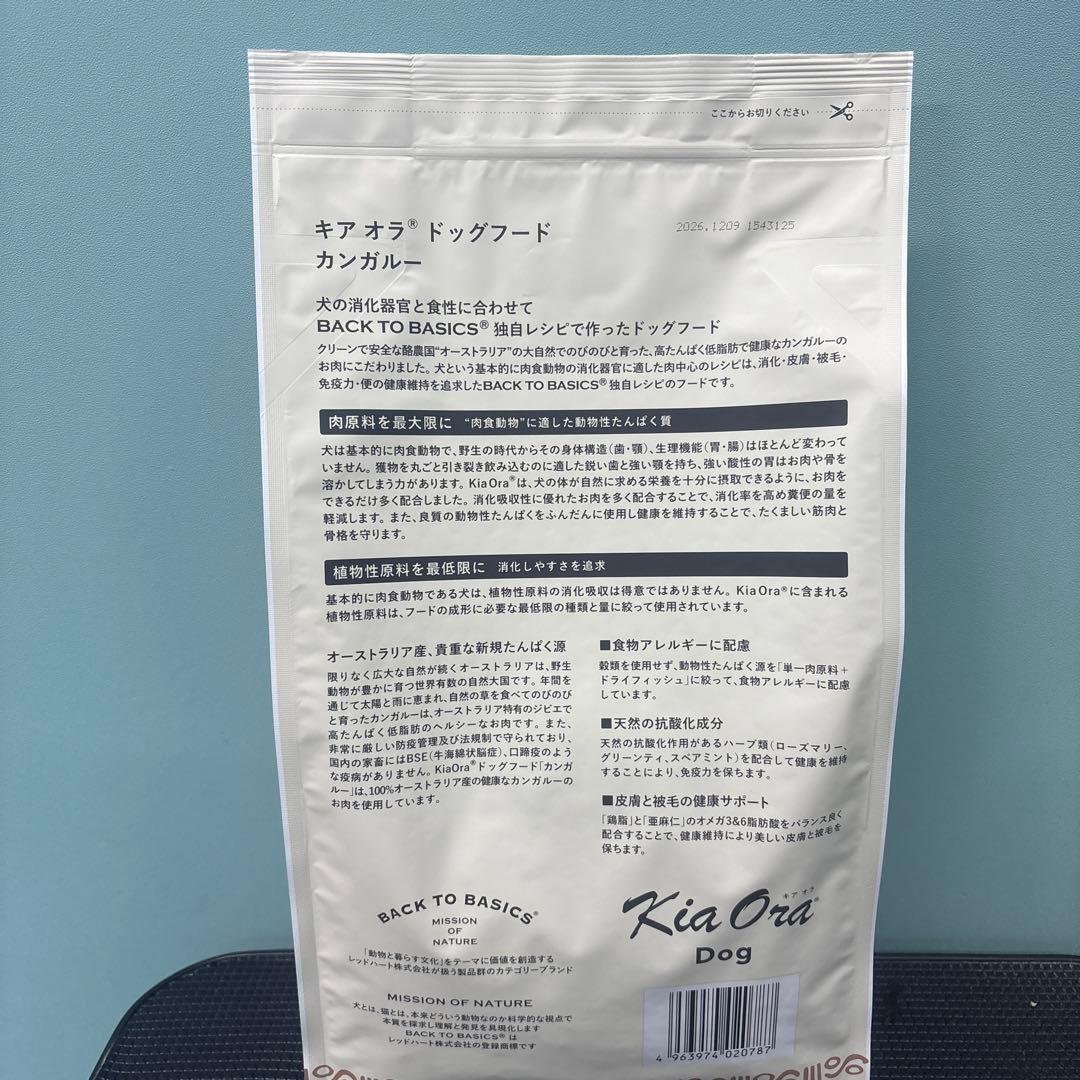 ここからお切りください
キア オラ® ドッグフード
2026.1209 1543125
カンガルー
犬の消化器官と食性に合わせて
BACK TO BASICS® 独自レシピで作ったドッグフード
クリーンで安全な酪農国“オーストラリア”の大自然でのびのびと育った、高たんぱく低脂肪で健康なカンガルーの
お肉にこだわりました。犬という基本的に肉食動物の消化器官に適した肉中心のレシピは、消化・皮膚・被毛・
免疫力・便の健康維持を追求したBACK TO BASICS®独自レシピのフードです。
肉原料を最大限に “肉食動物”に適した動物性たんぱく質
犬は基本的に肉食動物で、野生の時代からその身体構造（歯・顎）、生理機能（胃・腸）はほとんど変わって
いません。獲物を丸ごと引き裂き飲み込むのに適した鋭い歯と強い顎を持ち、強い酸性の胃はお肉や骨を
溶かしてしまう力があります。KiaOra®は、犬の体が自然に求める栄養を十分に摂取できるように、お肉を
できるだけ多く配合しました。消化吸収性に優れたお肉を多く配合することで、消化率を高め糞便の量を
軽減します。また、良質の動物性たんぱくをふんだんに使用し健康を維持することで、たくましい筋肉と
骨格を守ります。
植物性原料を最低限に 消化しやすさを追求
基本的に肉食動物である犬は、植物性原料の消化吸収は得意ではありません。KiaOra®に含まれる
植物性原料は、フードの成形に必要な最低限の種類と量に絞って使用されています。
オーストラリア産、貴重な新規たんぱく源
限りなく広大な自然が続くオーストラリアは、野生
動物が豊かに育つ世界有数の自然大国です。年間を
通じて太陽と雨に恵まれ、自然の草を食べてのびのび
と育ったカンガルーは、オーストラリア特有のジビエで
高たんぱく低脂肪のヘルシーなお肉です。また、
非常に厳しい防疫管理及び法規制で守られており、
国内の家畜にはBSE（牛海綿状脳症）、口蹄疫のよう
な疫病がありません。KiaOra®ドッグフード「カンガ
ルー」は、100%オーストラリア産の健康なカンガルーの
お肉を使用しています。
■食物アレルギーに配慮
穀類を使用せず、動物性たんぱく源を「単一肉原料＋
ドライフィッシュ」に絞って、食物アレルギーに配慮
しています。
■天然の抗酸化成分
天然の抗酸化作用があるハーブ類（ローズマリー、
グリーンティ、スペアミント）を配合して健康を維持
することにより、免疫力を保ちます。
■皮膚と被毛の健康サポート
「鶏脂」と「亜麻仁」のオメガ3&6脂肪酸をバランス良く
配合することで、健康維持により美しい皮膚と被毛を
保ちます。
BACK TO BASICS®
MISSION
OF
NATURE
「動物と暮らす文化」をテーマに価値を創造する
レッドハート株式会社が扱う製品群のカテゴリーブランド
MISSION OF NATURE
犬とは、猫とは、本来どういう動物なのか科学的な視点で
本質を探求し理解と発見を具現化します
BACK TO BASICS® は
レッドハート株式会社の登録商標です
キア オラ
Kia Ora®
Dog
4 963974 020787